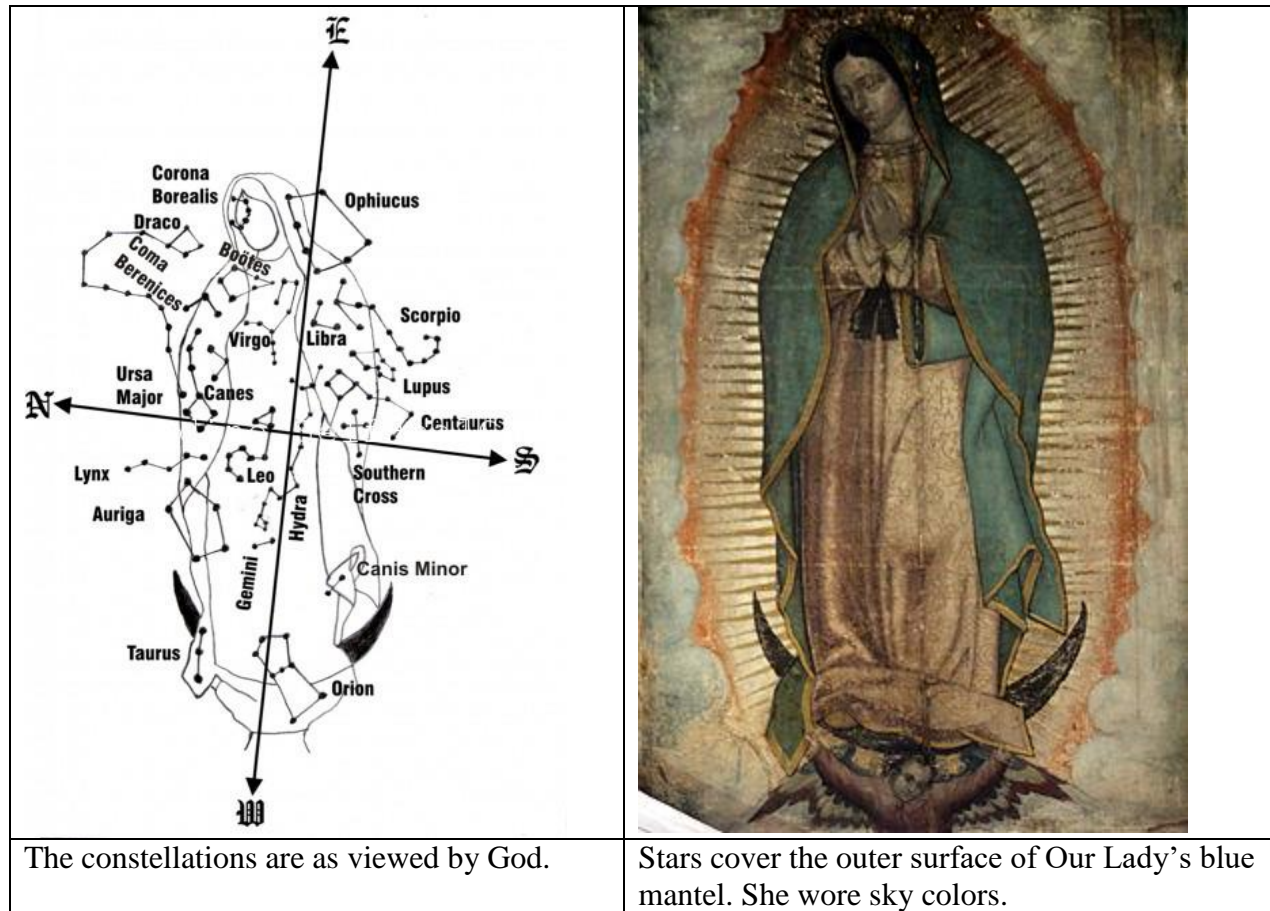 E
Corona
Borealis
Ophiucus
Draco
Coma
Berenices
Boötes
Scorpio
Virgo
Libra
Ursa
Major
Canes
Lupus
N
Centaurus
S
Lynx
Leo
Southern
Cross
Auriga
Hydra
Gemini
Canis Minor
Taurus
Orion
W
The constellations are as viewed by God.
Stars cover the outer surface of Our Lady’s blue
mantel. She wore sky colors.